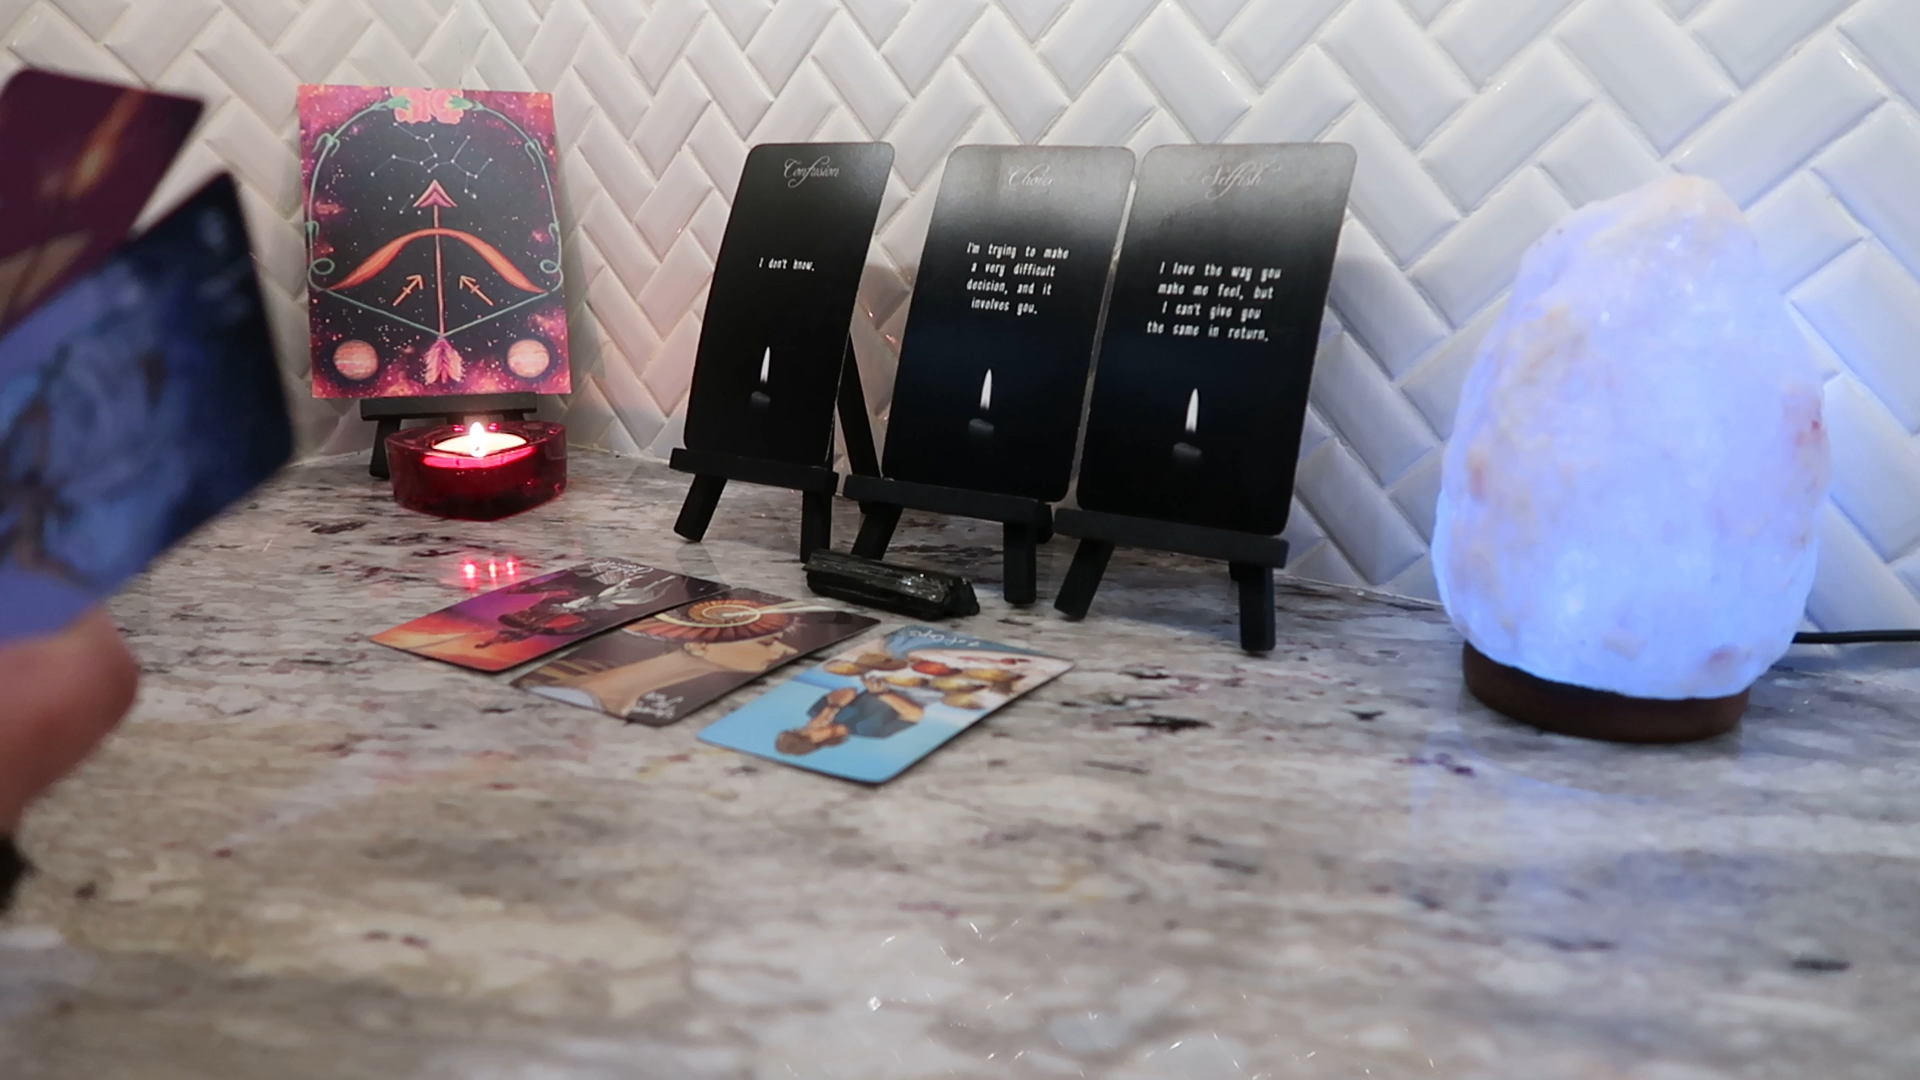 Confusion
I don't know.
Choice
I'm trying to make
a very difficult
decision, and it
involves you.
Selfish
I love the way you
make me feel, but
I can't give you
the same in return.